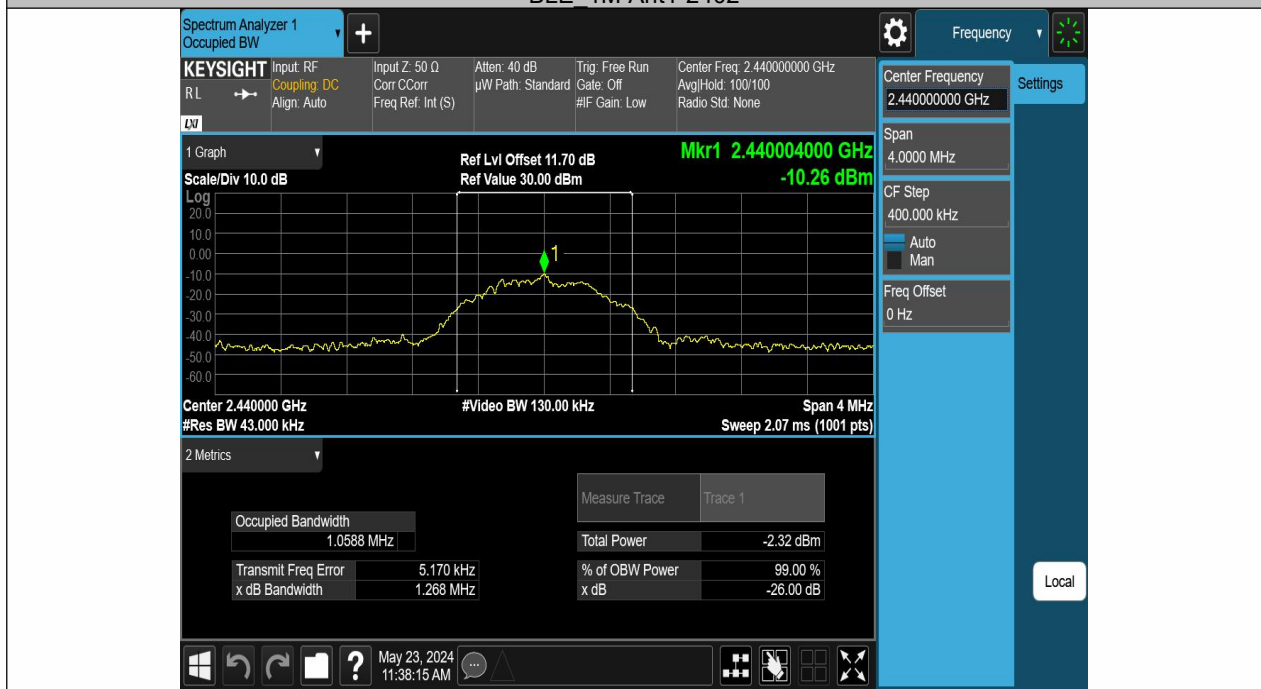 Spectrum Analyzer 1
Occupied BW
Frequency
KEYSIGHT
RL
LXI
Input: RF
Coupling: DC
Align: Auto
Input Z: 50 Ω
Corr CCorr
Freq Ref: Int (S)
Atten: 40 dB
µW Path: Standard
Trig: Free Run
Gate: Off
#IF Gain: Low
Center Freq: 2.440000000 GHz
Avg|Hold: 100/100
Radio Std: None
Center Frequency
2.440000000 GHz
Settings
Span
4.0000 MHz
CF Step
400.000 kHz
Auto
Man
Freq Offset
0 Hz
Local
1 Graph
Scale/Div 10.0 dB
Ref Lvl Offset 11.70 dB
Ref Value 30.00 dBm
Mkr1 2.440004000 GHz
-10.26 dBm
Log
20.0
10.0
0.00
-10.0
-20.0
-30.0
-40.0
-50.0
-60.0
1
Center 2.440000 GHz
#Video BW 130.00 kHz
Span 4 MHz
#Res BW 43.000 kHz
Sweep 2.07 ms (1001 pts)
2 Metrics
Measure Trace Trace 1
Occupied Bandwidth
1.0588 MHz
Total Power -2.32 dBm
Transmit Freq Error 5.170 kHz
% of OBW Power 99.00 %
x dB Bandwidth 1.268 MHz
x dB -26.00 dB
?
May 23, 2024
11:38:15 AM